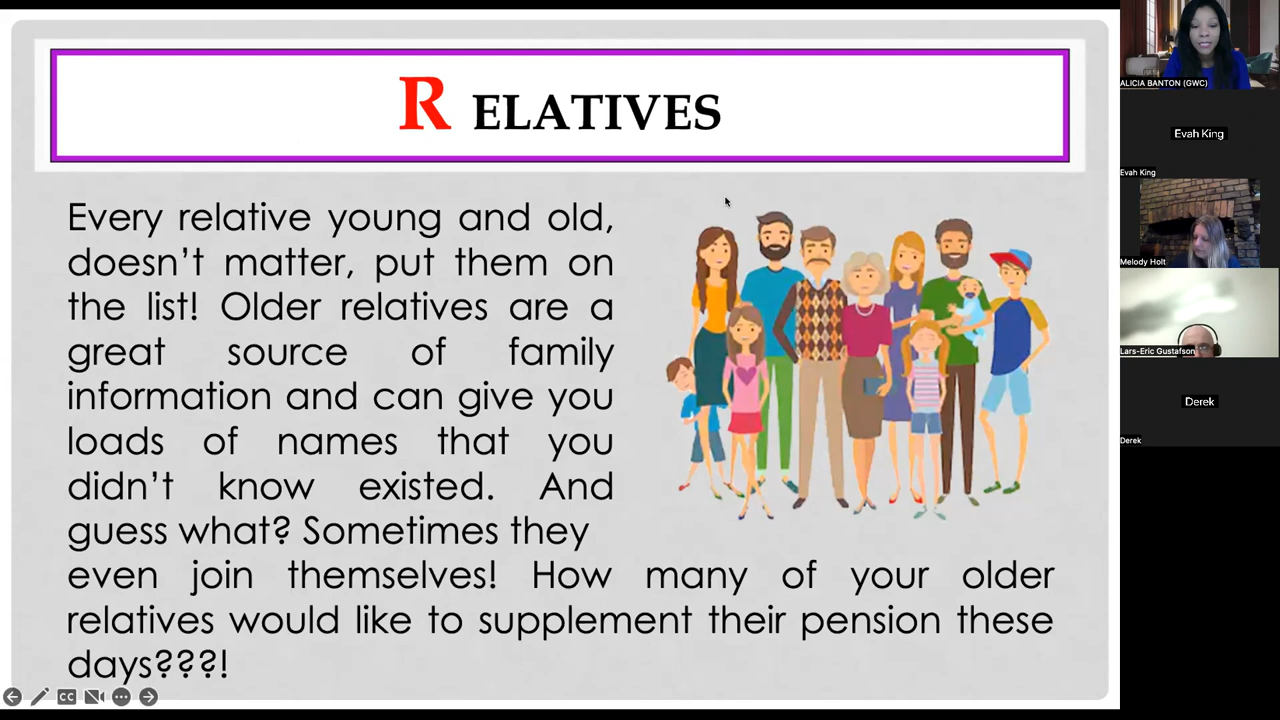 R ELATIVES
Every relative young and old,
doesn't matter, put them on
the list! Older relatives are a
great source of family
information and can give you
loads of names that you
didn't know existed. And
guess what? Sometimes they
even join themselves! How many of your older
relatives would like to supplement their pension these
days???!
CC
ALICIA BANTON (GWC)
Evah King
Evah King
Melody Holt
Lars-Eric Gustafson
Derek
Derek